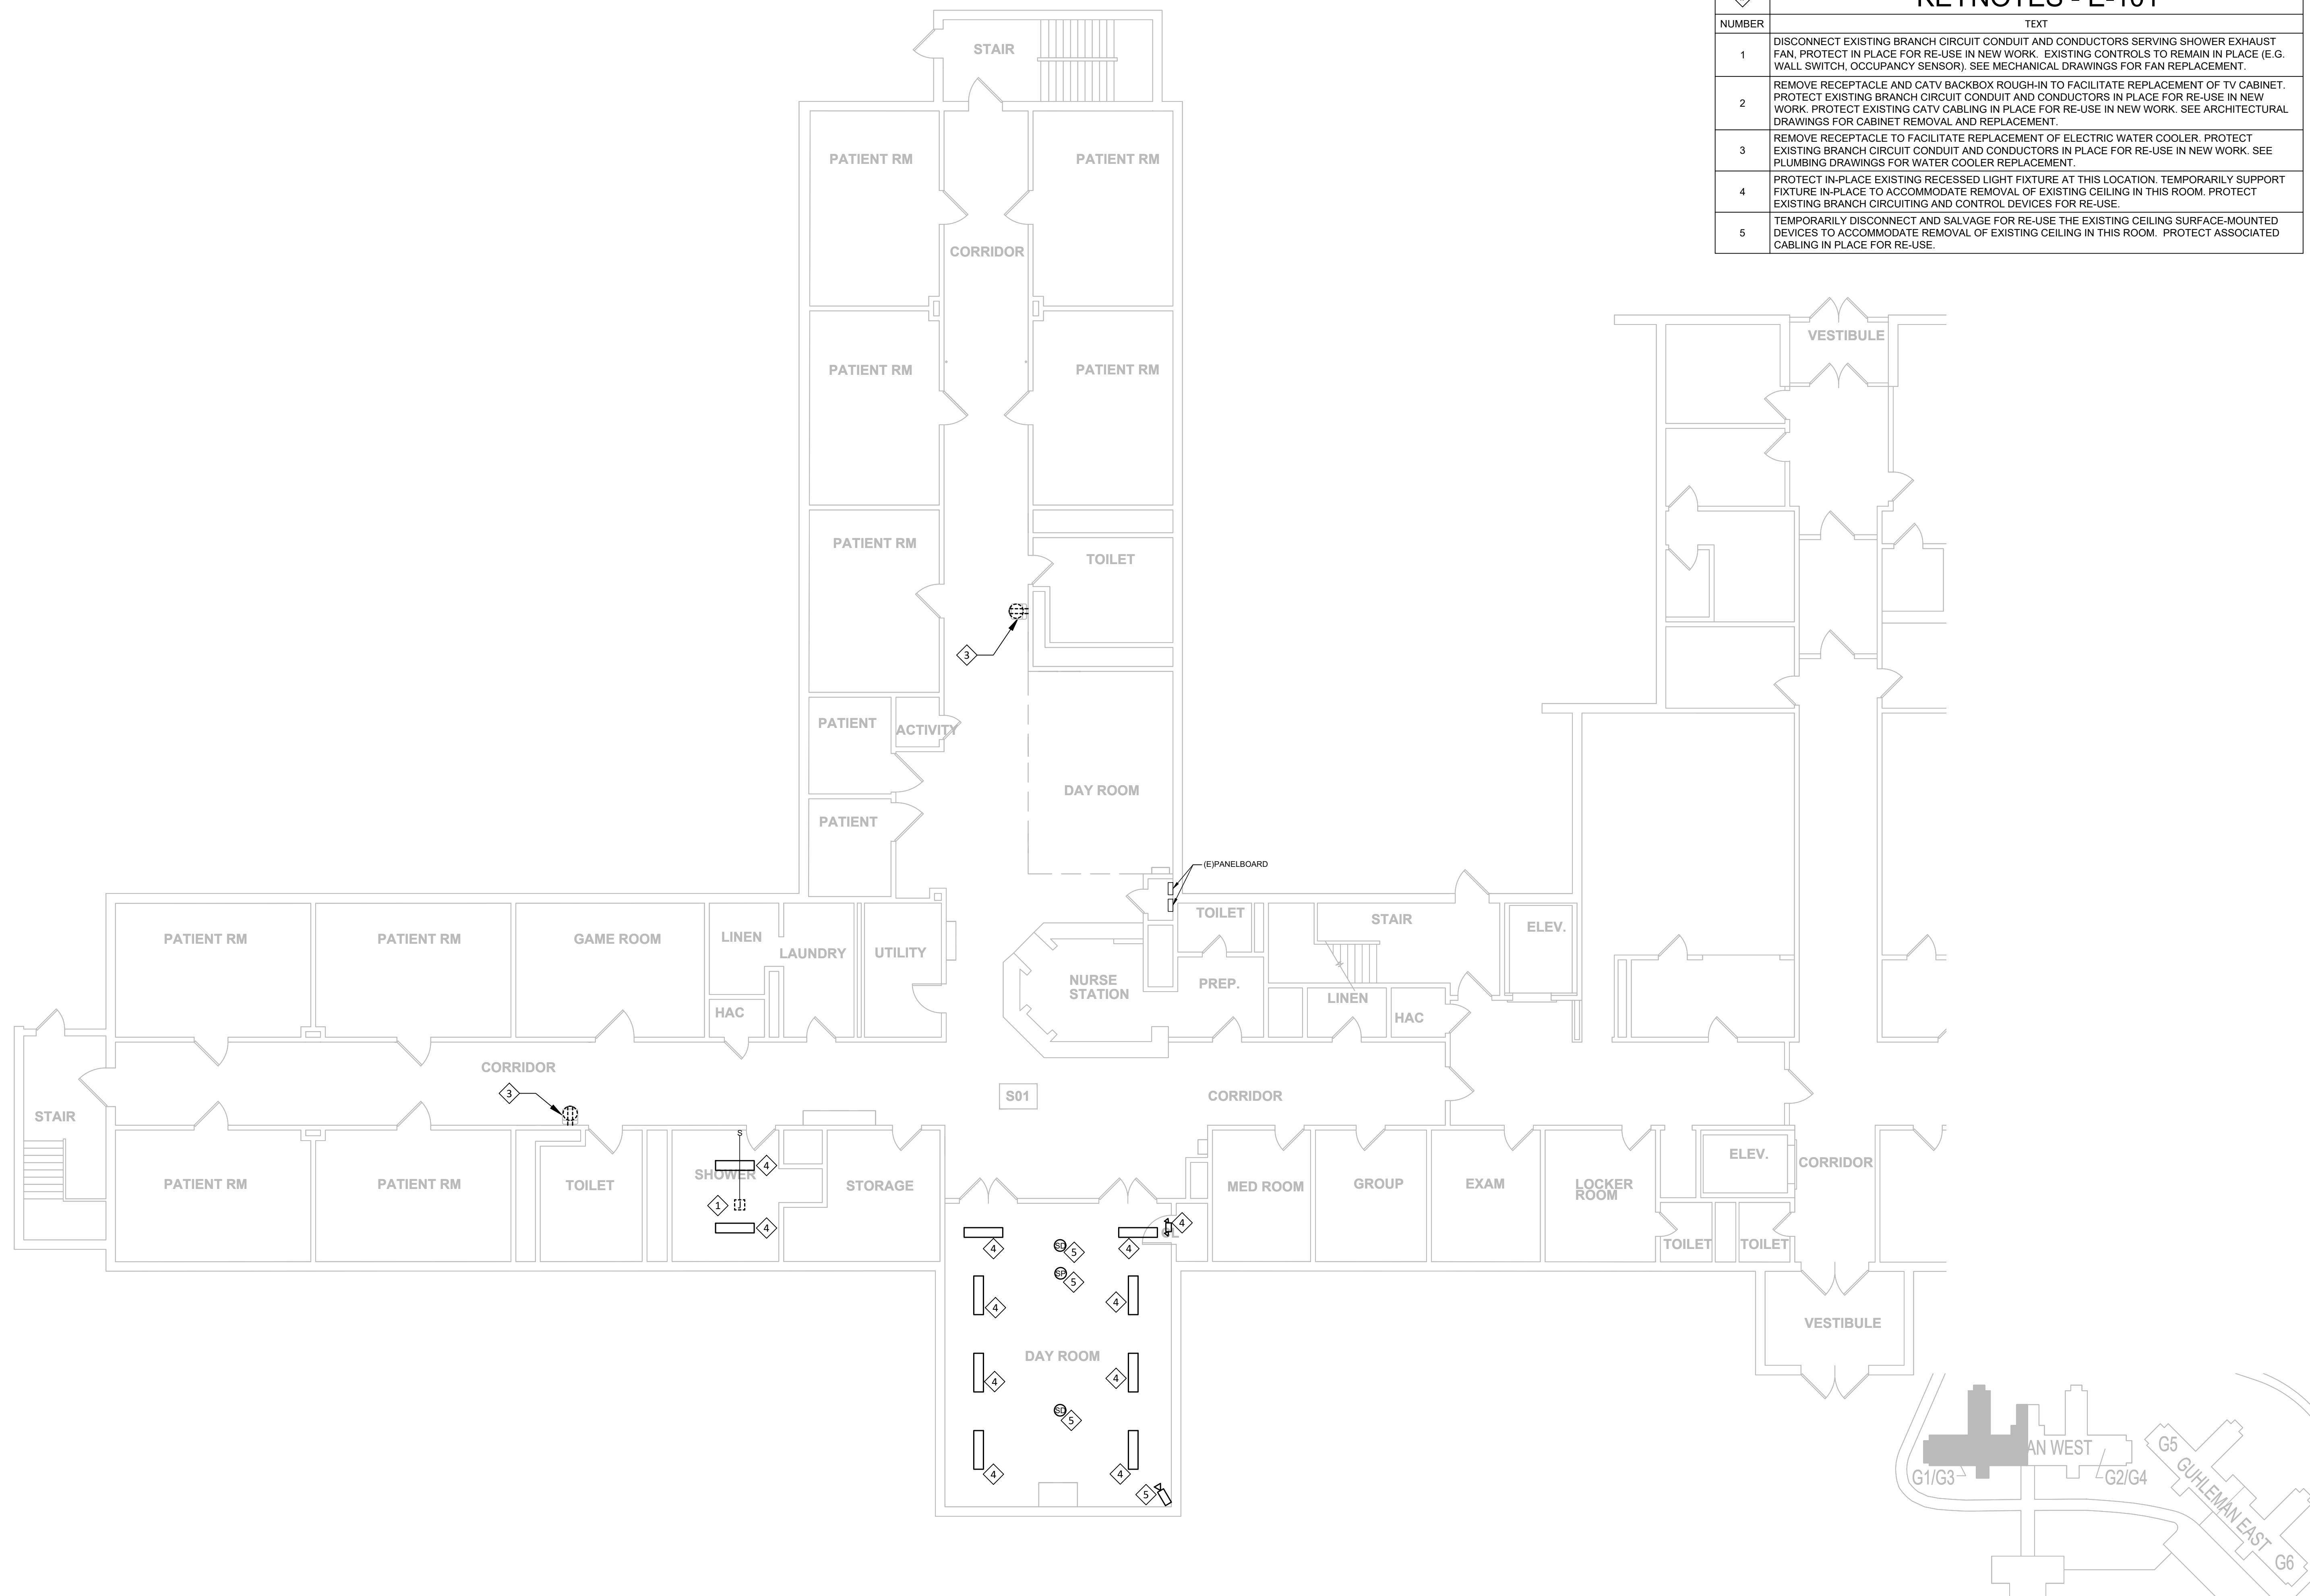 KEYNOTES - E-101
NUMBER TEXT
1 DISCONNECT EXISTING BRANCH CIRCUIT CONDUIT AND CONDUCTORS SERVING SHOWER EXHAUST
FAN, PROTECT IN PLACE FOR RE-USE IN NEW WORK. EXISTING CONTROLS TO REMAIN IN PLACE (E.G.
WALL SWITCH, OCCUPANCY SENSOR). SEE MECHANICAL DRAWINGS FOR FAN REPLACEMENT.
2 REMOVE RECEPTACLE AND CATV BACKBOX ROUGH-IN TO FACILITATE REPLACEMENT OF TV CABINET.
PROTECT EXISTING BRANCH CIRCUIT CONDUIT AND CONDUCTORS IN PLACE FOR RE-USE IN NEW
WORK. PROTECT EXISTING CATV CABLING IN PLACE FOR RE-USE IN NEW WORK. SEE ARCHITECTURAL
DRAWINGS FOR CABINET REMOVAL AND REPLACEMENT.
3 REMOVE RECEPTACLE TO FACILITATE REPLACEMENT OF ELECTRIC WATER COOLER. PROTECT
EXISTING BRANCH CIRCUIT CONDUIT AND CONDUCTORS IN PLACE FOR RE-USE IN NEW WORK. SEE
PLUMBING DRAWINGS FOR WATER COOLER REPLACEMENT.
4 PROTECT IN-PLACE EXISTING RECESSED LIGHT FIXTURE AT THIS LOCATION. TEMPORARILY SUPPORT
FIXTURE IN-PLACE TO ACCOMMODATE REMOVAL OF EXISTING CEILING IN THIS ROOM. PROTECT
EXISTING BRANCH CIRCUITING AND CONTROL DEVICES FOR RE-USE.
5 TEMPORARILY DISCONNECT AND SALVAGE FOR RE-USE THE EXISTING CEILING SURFACE-MOUNTED
DEVICES TO ACCOMMODATE REMOVAL OF EXISTING CEILING IN THIS ROOM. PROTECT ASSOCIATED
CABLING IN PLACE FOR RE-USE.
STAIR
PATIENT RM
PATIENT RM
CORRIDOR
VESTIBULE
PATIENT RM
PATIENT RM
PATIENT RM
TOILET
3
PATIENT
ACTIVITY
DAY ROOM
PATIENT
(E)PANELBOARD
PATIENT RM
PATIENT RM
GAME ROOM
LINEN
LAUNDRY
UTILITY
NURSE
STATION
TOILET
PREP.
STAIR
ELEV.
LINEN
HAC
HAC
CORRIDOR
3
S01
CORRIDOR
STAIR
PATIENT RM
PATIENT RM
TOILET
S
4
SHOWER
1
J
4
STORAGE
MED ROOM
GROUP
EXAM
LOCKER
ROOM
ELEV.
CORRIDOR
TOILET
TOILET
4
4
4
SD
5
SP
5
4
4
DAY ROOM
4
4
SD
5
4
4
5
VESTIBULE
AN WEST
G1/G3
G2/G4
G5
GUHLEMAN EAST
G6